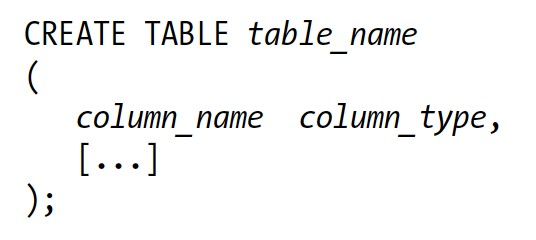 CREATE TABLE table_name
(
column_name column_type,
[...]
);